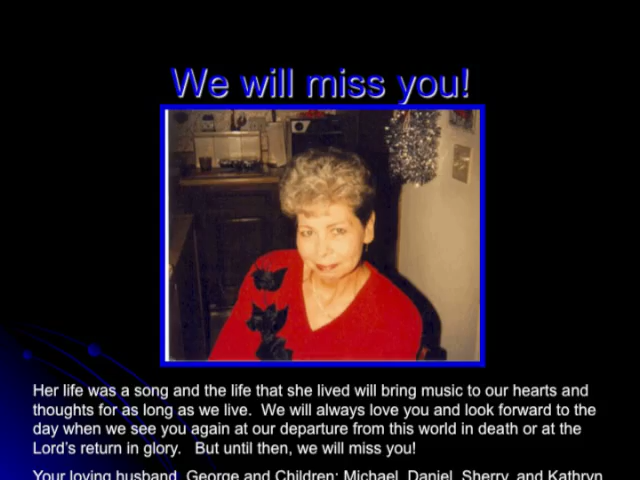 We will miss you!
Her life was a song and the life that she lived will bring music to our hearts and
thoughts for as long as we live.  We will always love you and look forward to the
day when we see you again at our departure from this world in death or at the
Lord's return in glory.   But until then, we will miss you!
Your loving husband, George and Children: Michael, Daniel, Sherry, and Kathryn